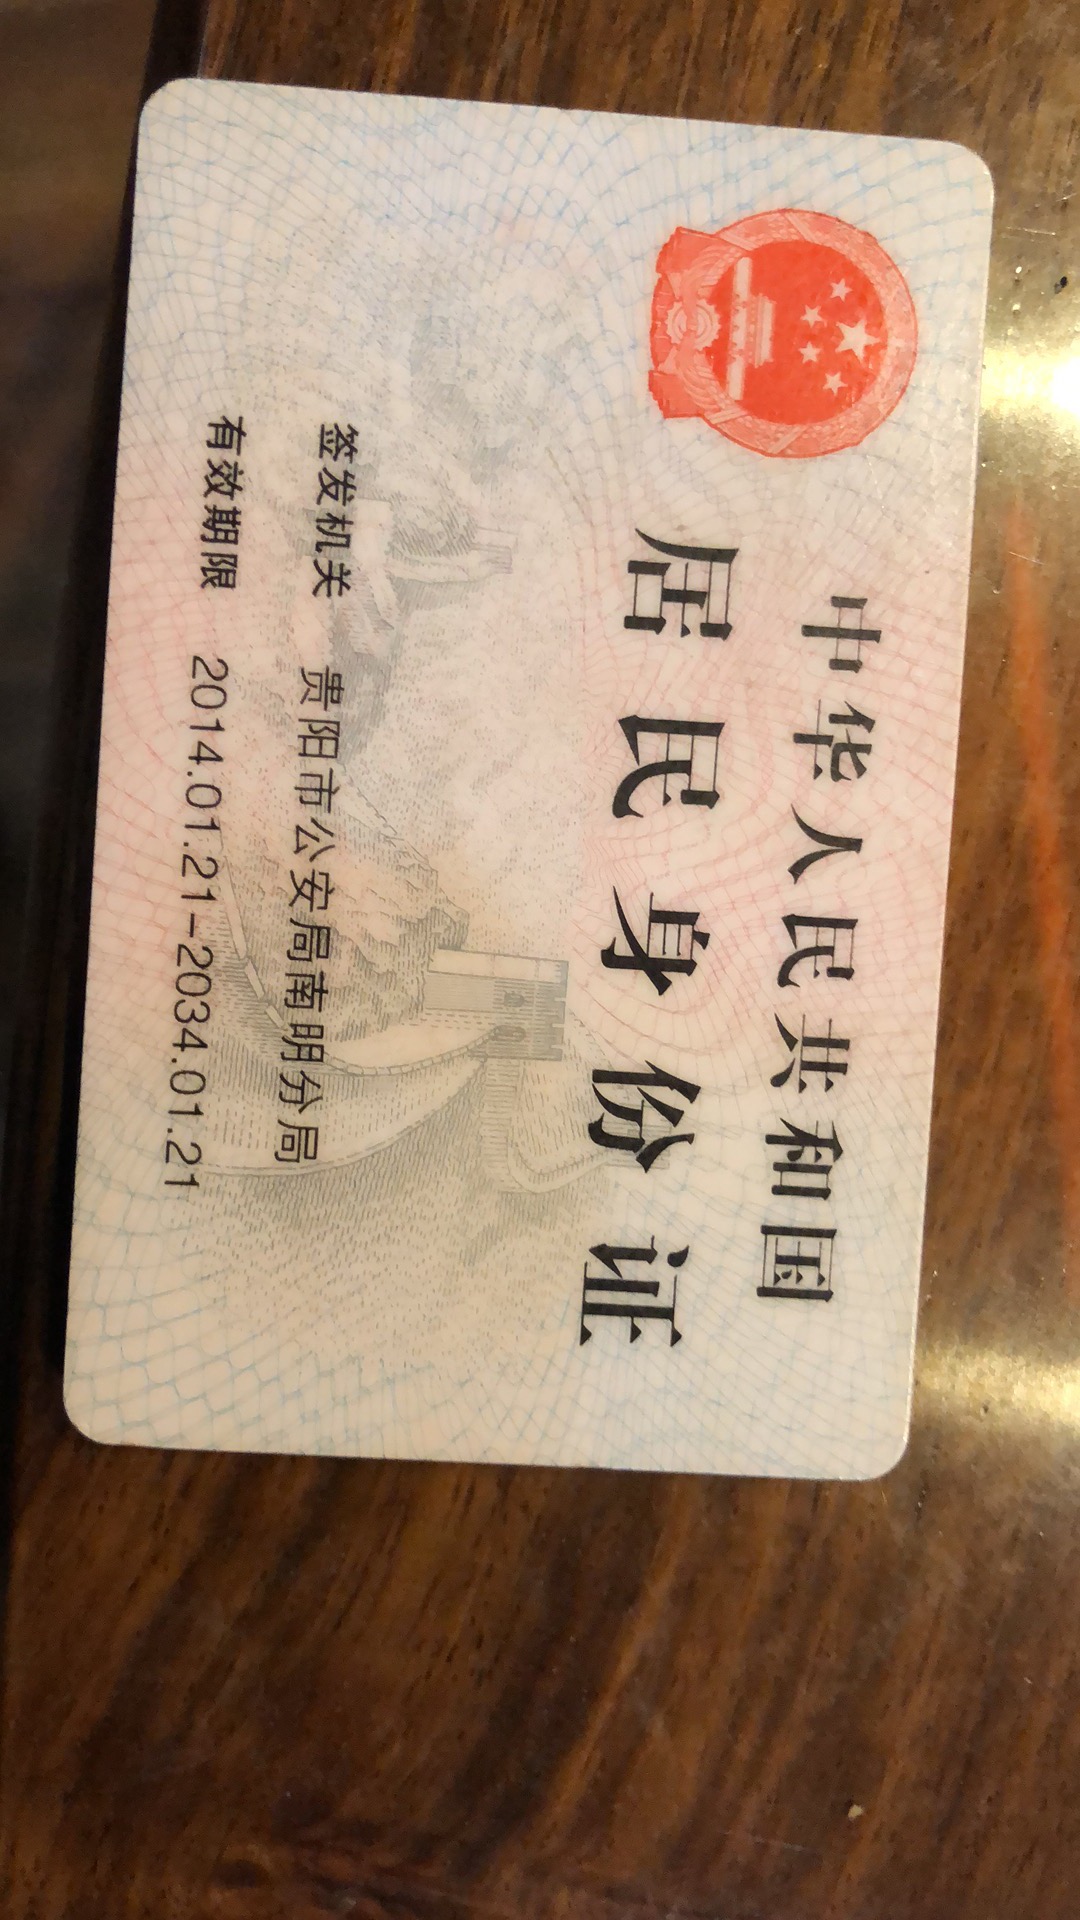 中华人民共和国
居民身份证
签发机关 贵阳市公安局南明分局
有效期限 2014.01.21-2034.01.21